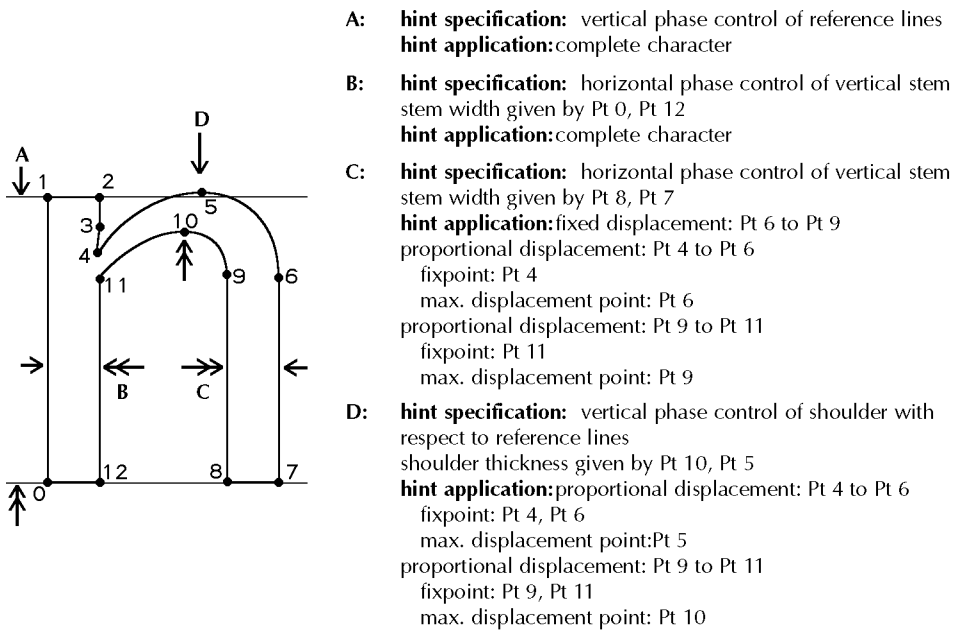 A: hint specification: vertical phase control of reference lines
hint application:complete character
B: hint specification: horizontal phase control of vertical stem
stem width given by Pt 0, Pt 12
hint application:complete character
C: hint specification: horizontal phase control of vertical stem
stem width given by Pt 8, Pt 7
hint application:fixed displacement: Pt 6 to Pt 9
proportional displacement: Pt 4 to Pt 6
fixpoint: Pt 4
max. displacement point: Pt 6
proportional displacement: Pt 9 to Pt 11
fixpoint: Pt 11
max. displacement point: Pt 9
D: hint specification: vertical phase control of shoulder with
respect to reference lines
shoulder thickness given by Pt 10, Pt 5
hint application:proportional displacement: Pt 4 to Pt 6
fixpoint: Pt 4, Pt 6
max. displacement point:Pt 5
proportional displacement: Pt 9 to Pt 11
fixpoint: Pt 9, Pt 11
max. displacement point: Pt 10
D
A
1 2
5
3 10
4
11 9 6
B C
12 8 7
0